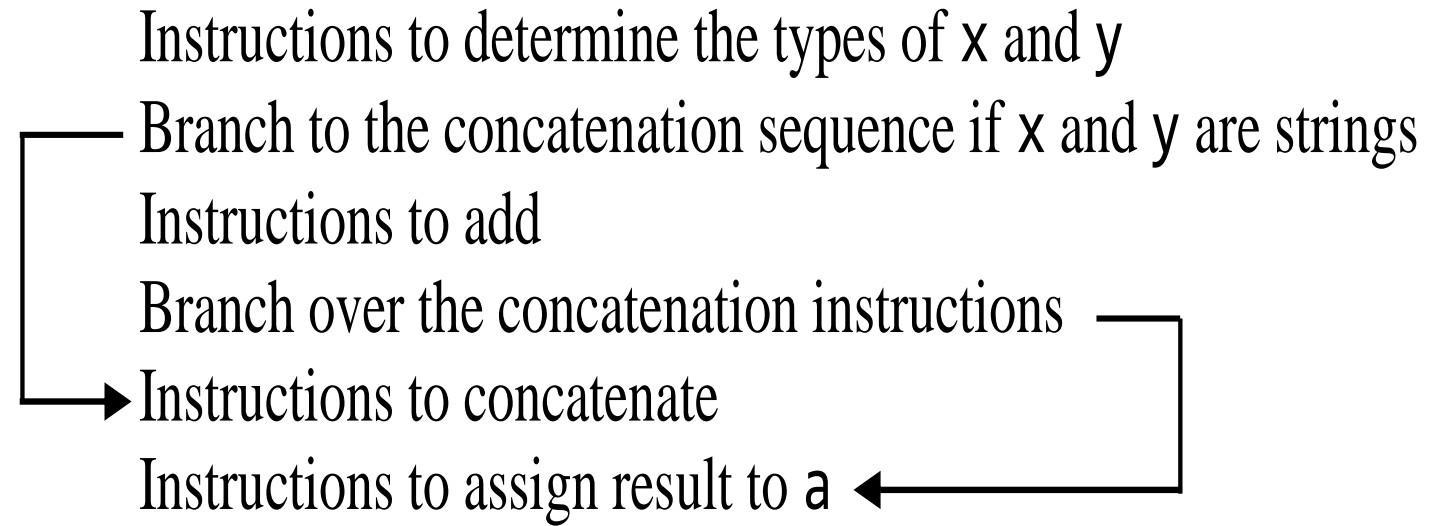 Instructions to determine the types of x and y
Branch to the concatenation sequence if x and y are strings
Instructions to add
Branch over the concatenation instructions
Instructions to concatenate
Instructions to assign result to a